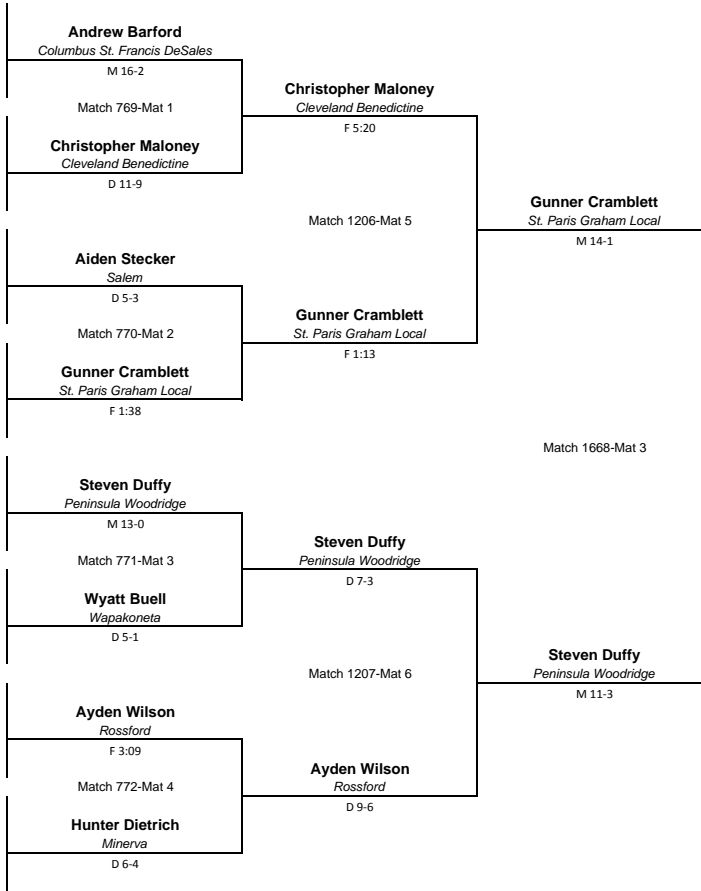 Andrew Barford
Columbus St. Francis DeSales
M 16-2
Match 769-Mat 1
Christopher Maloney
Cleveland Benedictine
D 11-9
Christopher Maloney
Cleveland Benedictine
F 5:20
Match 1206-Mat 5
Gunner Cramblett
St. Paris Graham Local
M 14-1
Aiden Stecker
Salem
D 5-3
Match 770-Mat 2
Gunner Cramblett
St. Paris Graham Local
F 1:38
Gunner Cramblett
St. Paris Graham Local
F 1:13
Match 1668-Mat 3
Steven Duffy
Peninsula Woodridge
M 13-0
Match 771-Mat 3
Wyatt Buell
Wapakoneta
D 5-1
Steven Duffy
Peninsula Woodridge
D 7-3
Match 1207-Mat 6
Steven Duffy
Peninsula Woodridge
M 11-3
Ayden Wilson
Rossford
F 3:09
Match 772-Mat 4
Hunter Dietrich
Minerva
D 6-4
Ayden Wilson
Rossford
D 9-6